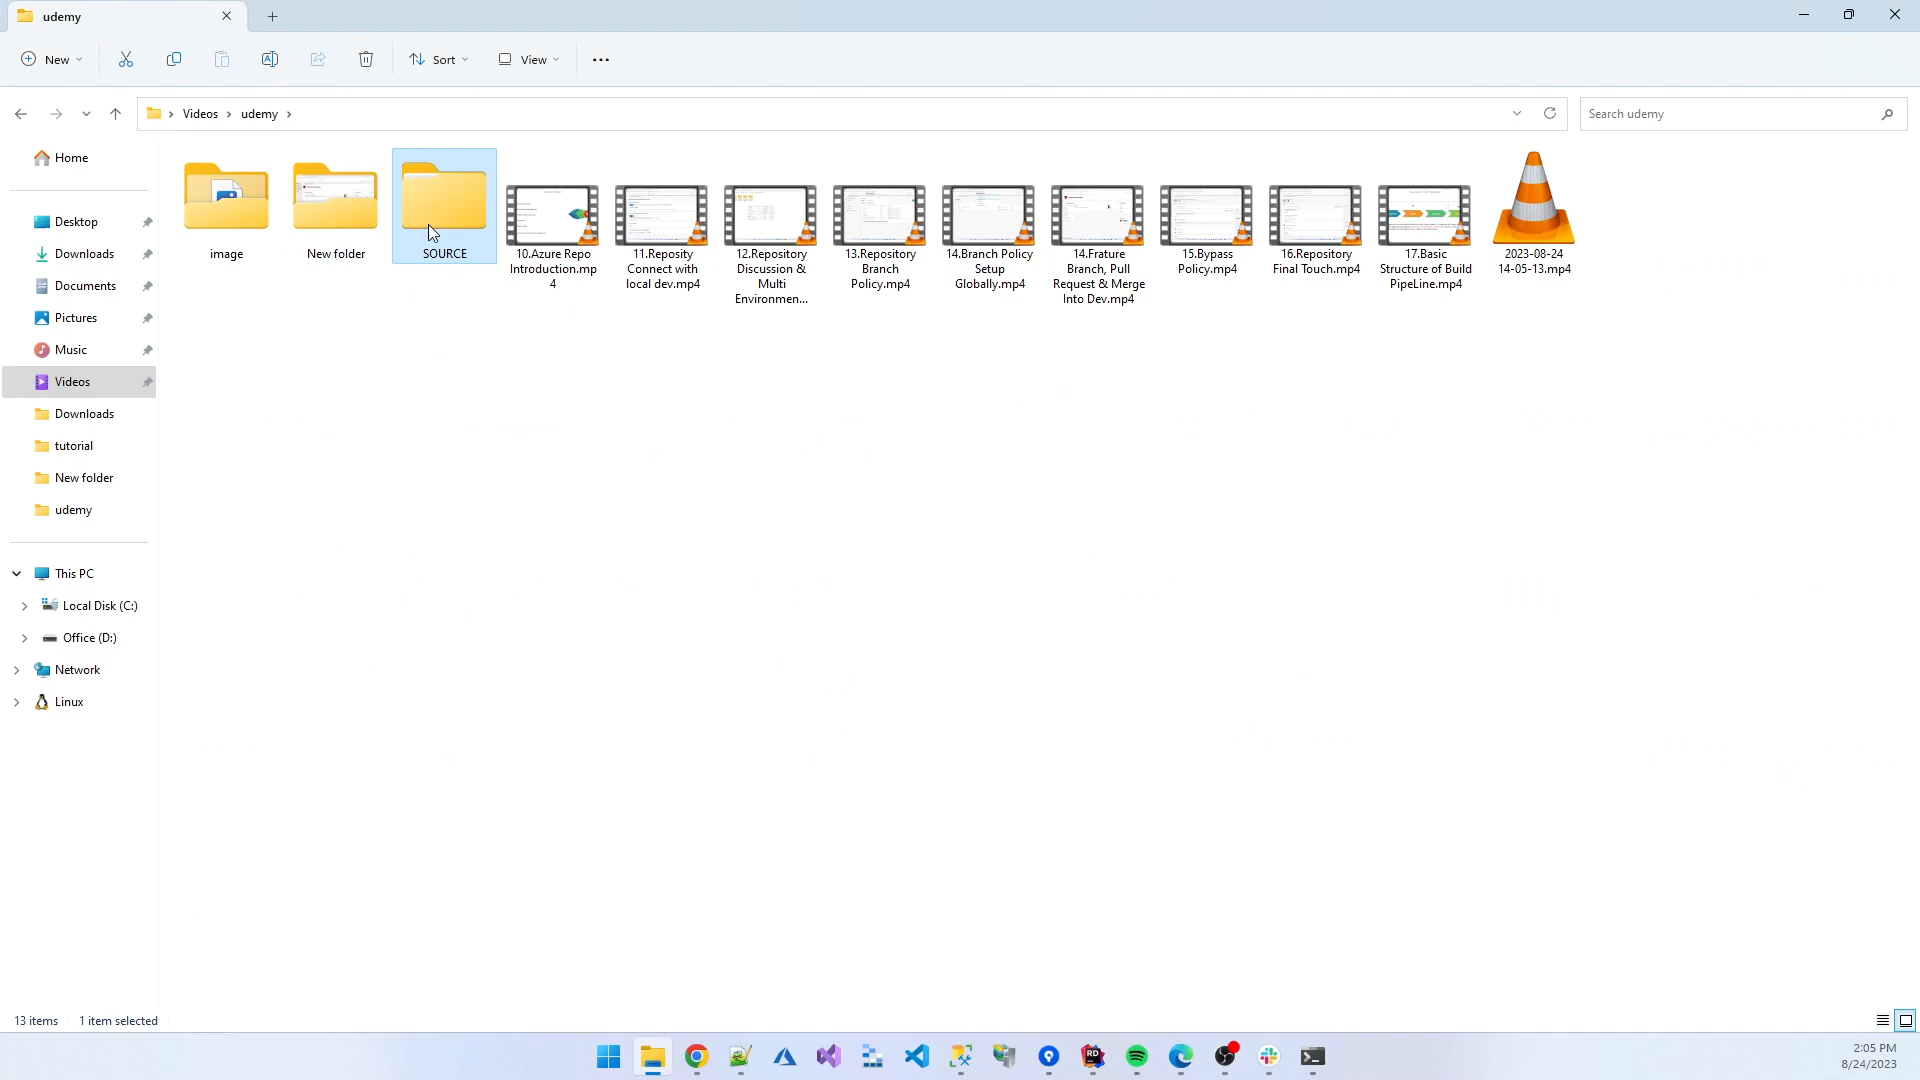 udemy
New
Sort
View
Videos
udemy
Search udemy
Home
Desktop
Downloads
Documents
Pictures
Music
Videos
Downloads
tutorial
New folder
udemy
This PC
Local Disk (C:)
Office (D:)
Network
Linux
image
New folder
SOURCE
10.Azure Repo
Introduction.mp
4
11.Reposity
Connect with
local dev.mp4
12.Repository
Discussion &
Multi
Environmen...
13.Repository
Branch
Policy.mp4
14.Branch Policy
Setup
Globally.mp4
14.Frature
Branch, Pull
Request & Merge
Into Dev.mp4
15.Bypass
Policy.mp4
16.Repository
Final Touch.mp4
17.Basic
Structure of Build
PipeLine.mp4
2023-08-24
14-05-13.mp4
13 items
1 item selected
RD
2:05 PM
8/24/2023